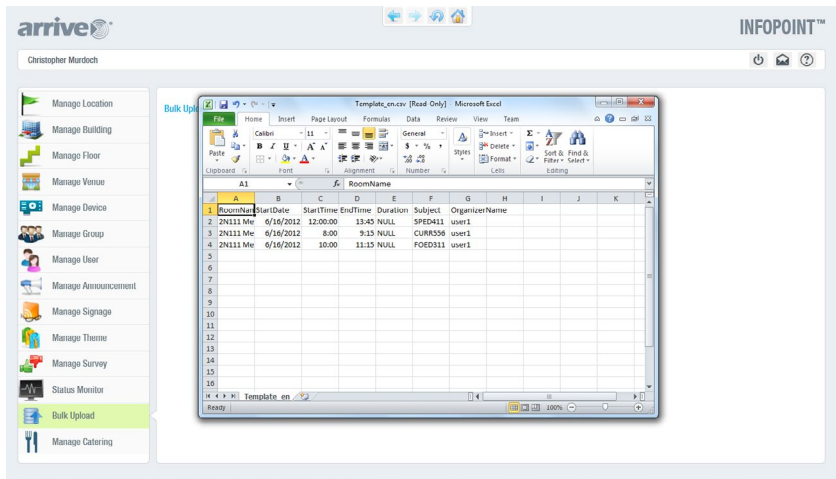 arrive
INFOPOINT™
Christopher Murdoch
Manage Location
Manage Building
Manage Floor
Manage Venue
Manage Device
Manage Group
Manage User
Manage Announcement
Manage Signage
Manage Theme
Manage Survey
Status Monitor
Bulk Upload
Manage Catering
Bulk Uplo
Template_en.csv [Read-Only] - Microsoft Excel
File Home Insert Page Layout Formulas Data Review View Team
Calibri 11 General
Paste
B I U A
Styles
Insert
Delete
Format
Sort & Filter
Find & Select
Clipboard Font Alignment Number Cells Editing
A1 fx RoomName
A B C D E F G H I J K
1 RoomNam StartDate StartTime EndTime Duration Subject OrganizerName
2 2N111 Me 6/16/2012 12:00:00 13:45 NULL SPED411 user1
3 2N111 Me 6/16/2012 8:00 9:15 NULL CURR556 user1
4 2N111 Me 6/16/2012 10:00 11:15 NULL FOED311 user1
5
6
7
8
9
10
11
12
13
14
15
16
Template_en
Ready 100%